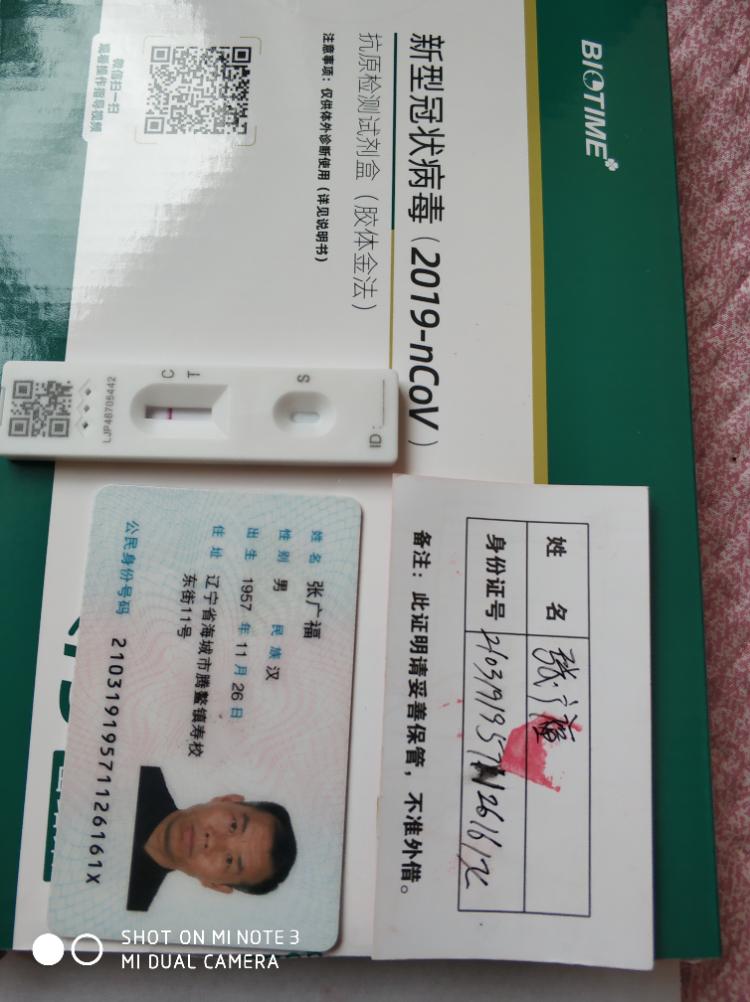 BIOTIME
新型冠状病毒（2019-nCoV）
抗原检测试剂盒（胶体金法）
注意事项：仅供体外诊断使用（详见说明书）
微信扫一扫
观看操作指导视频
ID:
S
T
C
LJP46705442
姓名 张广福
性别 男 民族 汉
出生 1957 年 11 月 26 日
住址 辽宁省海城市腾鳌镇寿校
东街11号
公民身份号码 21031919571126161X
姓 名 张广福
身份证号 21031919571126161X
备注：此证明请妥善保管，不准外借。
SHOT ON MI NOTE 3
MI DUAL CAMERA